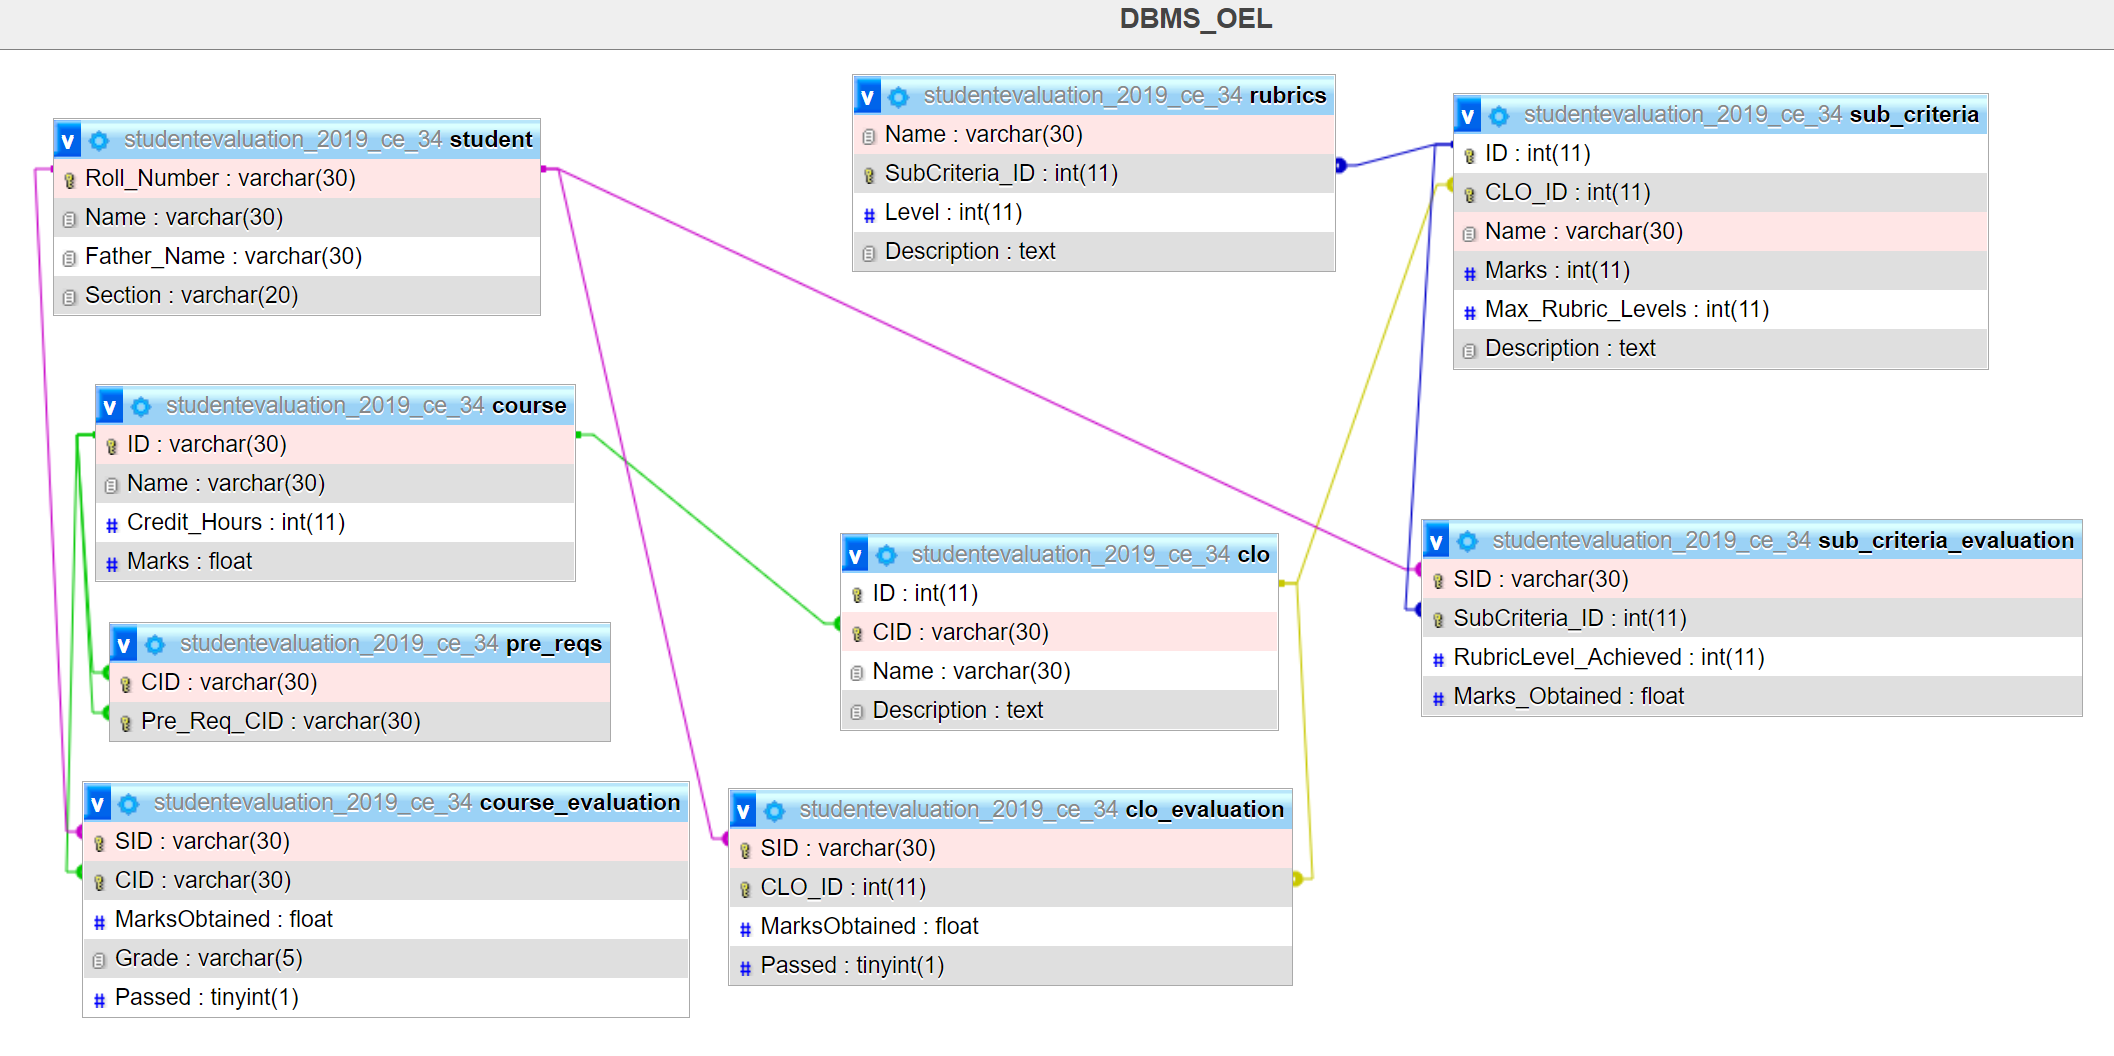 DBMS_OEL
v studentevaluation_2019_ce_34 student
Roll_Number : varchar(30)
Name : varchar(30)
Father_Name : varchar(30)
Section : varchar(20)
v studentevaluation_2019_ce_34 rubrics
Name : varchar(30)
SubCriteria_ID : int(11)
# Level : int(11)
Description : text
v studentevaluation_2019_ce_34 sub_criteria
ID : int(11)
CLO_ID : int(11)
Name : varchar(30)
# Marks : int(11)
# Max_Rubric_Levels : int(11)
Description : text
v studentevaluation_2019_ce_34 course
ID : varchar(30)
Name : varchar(30)
# Credit_Hours : int(11)
# Marks : float
v studentevaluation_2019_ce_34 clo
ID : int(11)
CID : varchar(30)
Name : varchar(30)
Description : text
v studentevaluation_2019_ce_34 sub_criteria_evaluation
SID : varchar(30)
SubCriteria_ID : int(11)
# RubricLevel_Achieved : int(11)
# Marks_Obtained : float
v studentevaluation_2019_ce_34 pre_reqs
CID : varchar(30)
Pre_Req_CID : varchar(30)
v studentevaluation_2019_ce_34 course_evaluation
SID : varchar(30)
CID : varchar(30)
# MarksObtained : float
Grade : varchar(5)
# Passed : tinyint(1)
v studentevaluation_2019_ce_34 clo_evaluation
SID : varchar(30)
CLO_ID : int(11)
# MarksObtained : float
# Passed : tinyint(1)